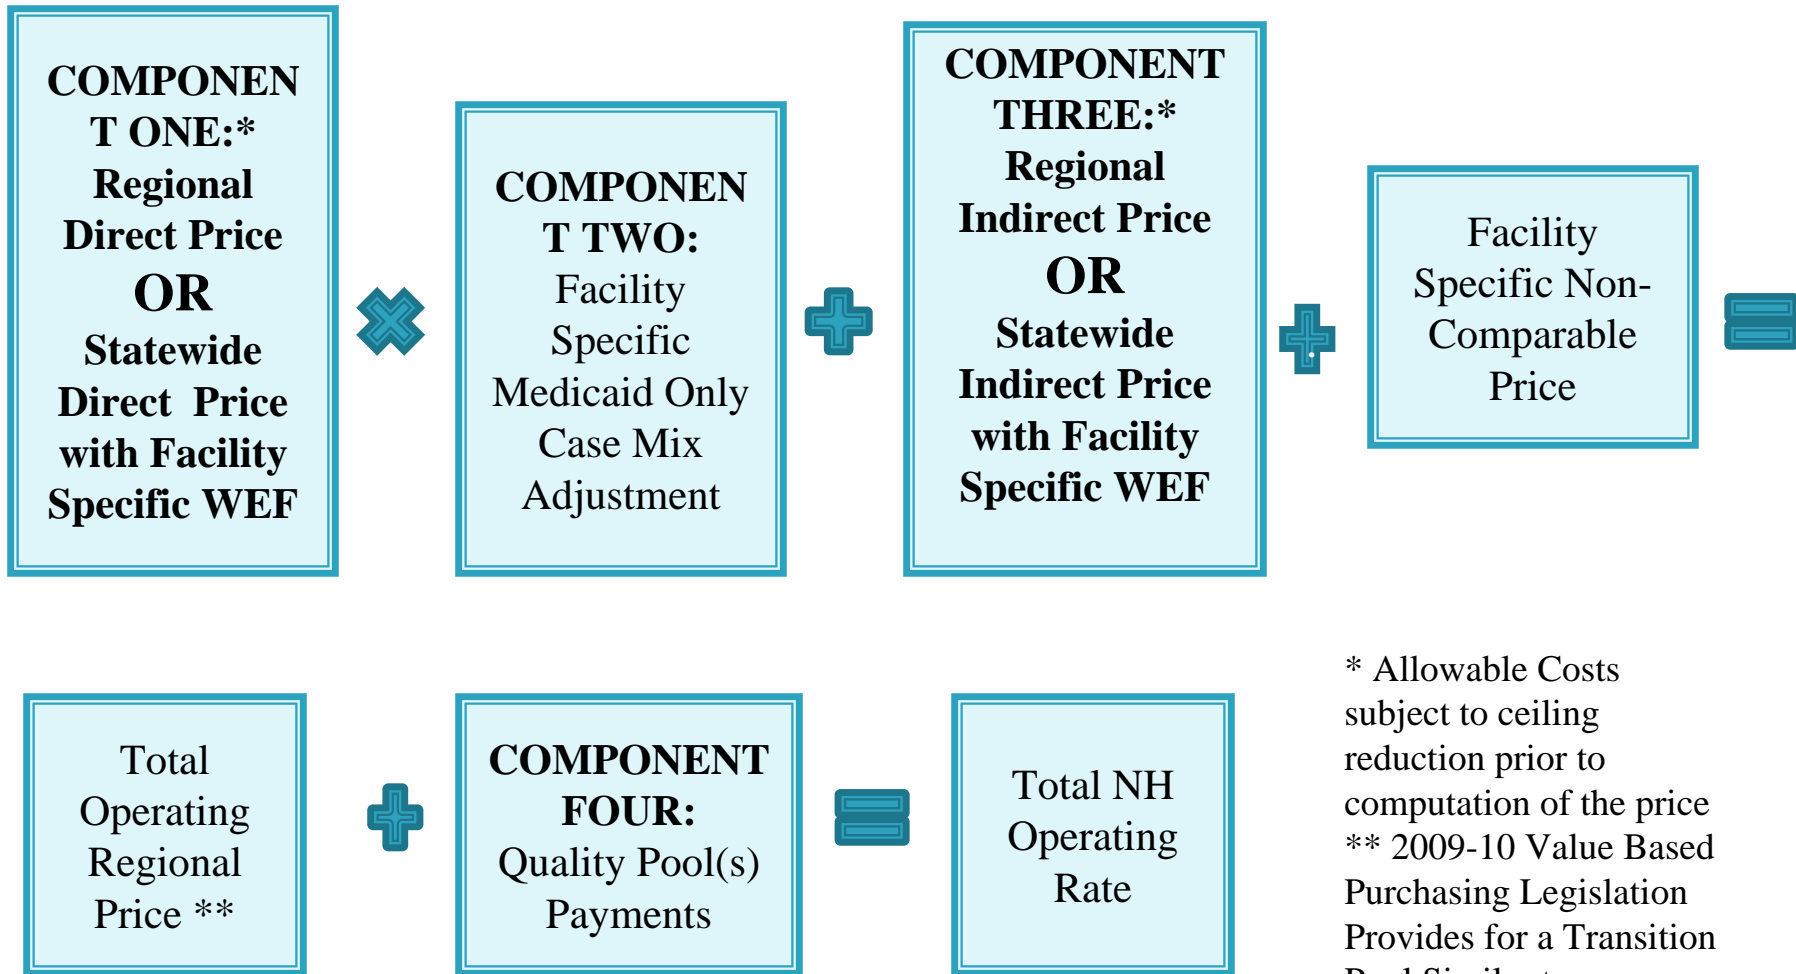 COMPONEN
T ONE:*
Regional
Direct Price
OR
Statewide
Direct Price
with Facility
Specific WEF
COMPONEN
T TWO:
Facility
Specific
Medicaid Only
Case Mix
Adjustment
COMPONENT
THREE:*
Regional
Indirect Price
OR
Statewide
Indirect Price
with Facility
Specific WEF
Facility
Specific Non-
Comparable
Price
Total
Operating
Regional
Price **
COMPONENT
FOUR:
Quality Pool(s)
Payments
Total NH
Operating
Rate
* Allowable Costs
subject to ceiling
reduction prior to
computation of the price
** 2009-10 Value Based
Purchasing Legislation
Provides for a Transition